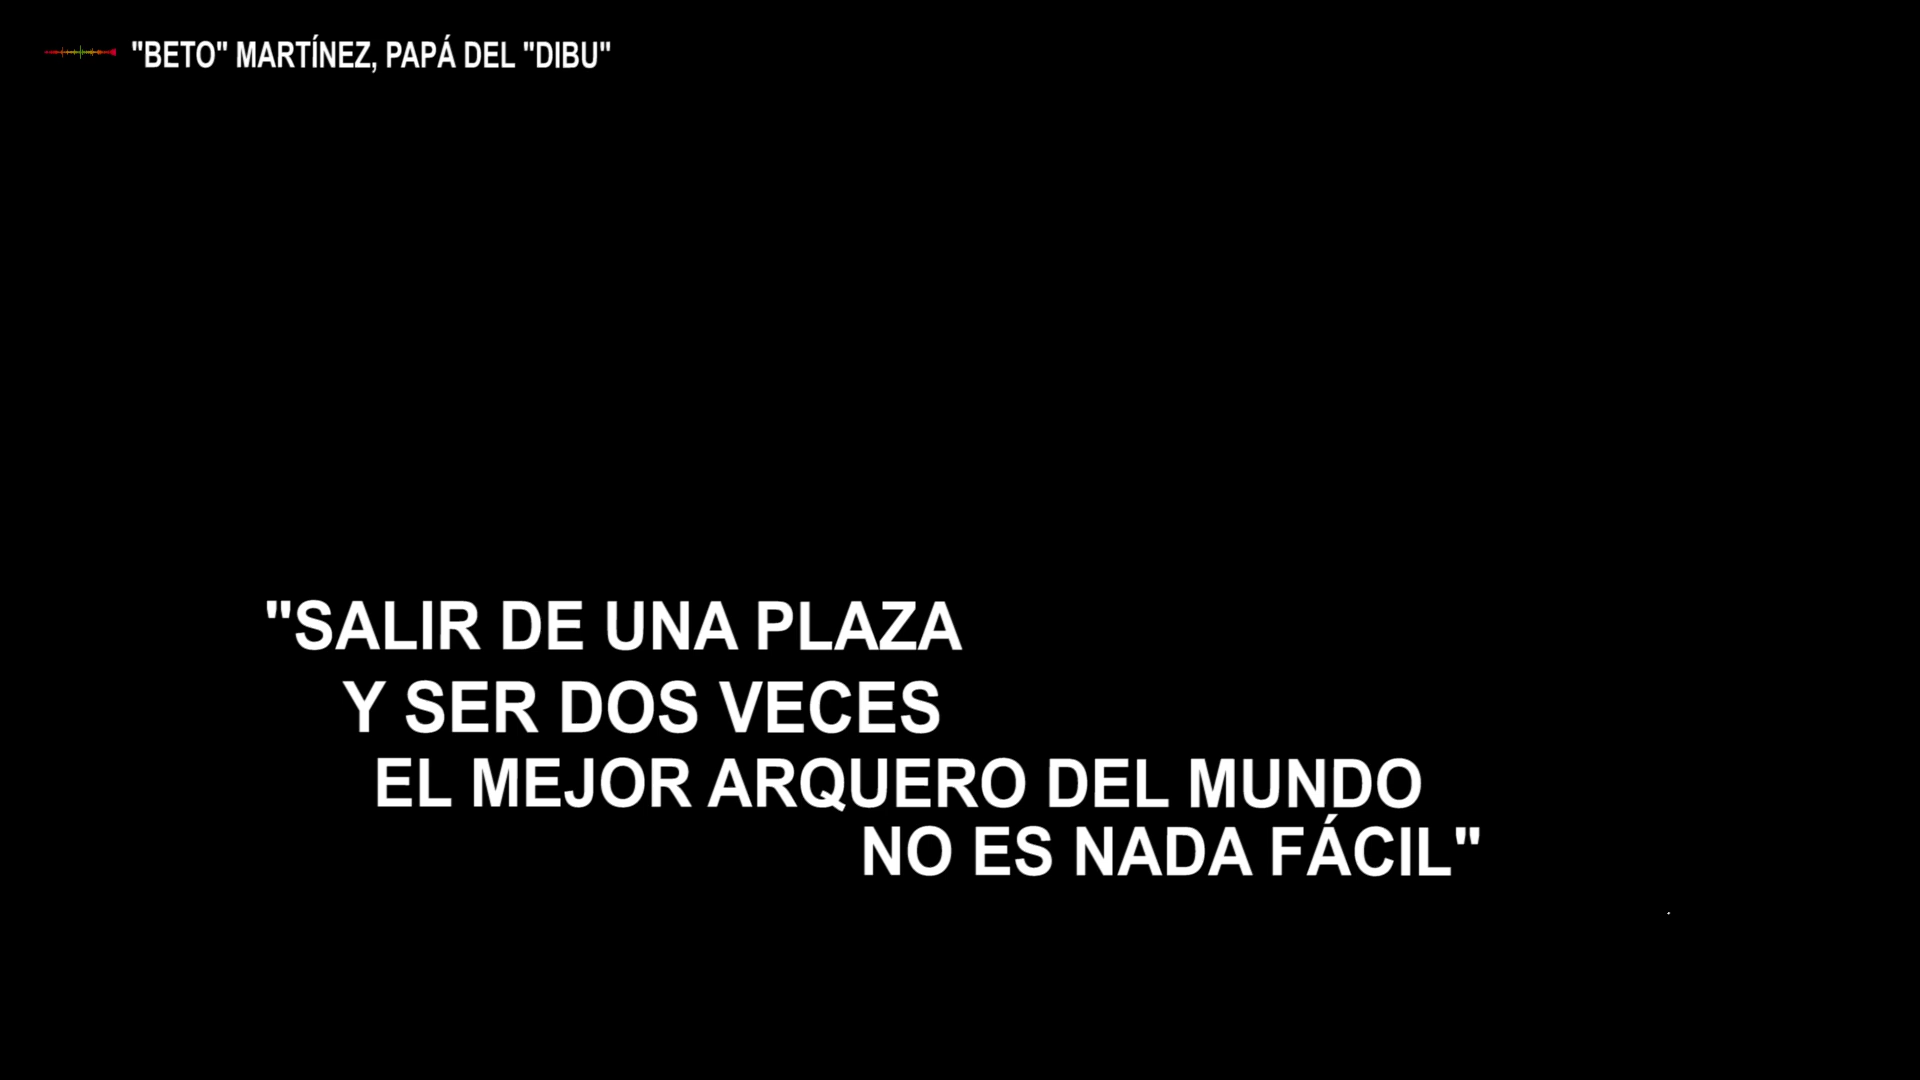 "BETO" MARTÍNEZ, PAPÁ DEL "DIBU"
"SALIR DE UNA PLAZA
Y SER DOS VECES
EL MEJOR ARQUERO DEL MUNDO
NO ES NADA FÁCIL"